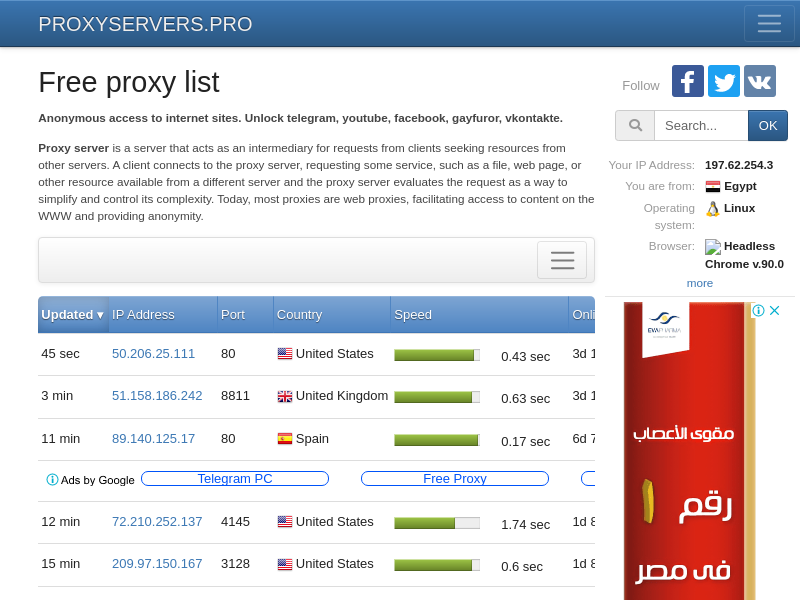 PROXYSERVERS.PRO
Free proxy list
Anonymous access to internet sites. Unlock telegram, youtube, facebook, gayfuror, vkontakte.
Proxy server is a server that acts as an intermediary for requests from clients seeking resources from
other servers. A client connects to the proxy server, requesting some service, such as a file, web page, or
other resource available from a different server and the proxy server evaluates the request as a way to
simplify and control its complexity. Today, most proxies are web proxies, facilitating access to content on the
WWW and providing anonymity.
Updated ▾ IP Address Port Country Speed Onli
45 sec 50.206.25.111 80 United States 0.43 sec 3d 1
3 min 51.158.186.242 8811 United Kingdom 0.63 sec 3d 1
11 min 89.140.125.17 80 Spain 0.17 sec 6d 7
Ads by Google Telegram PC Free Proxy
12 min 72.210.252.137 4145 United States 1.74 sec 1d 8
15 min 209.97.150.167 3128 United States 0.6 sec 1d 8
Follow
Search... OK
Your IP Address: 197.62.254.3
You are from: Egypt
Operating system: Linux
Browser: Headless
Chrome v.90.0
more
EVA PHARMA
مقوى الأعصاب
رقم ١
فى مصر